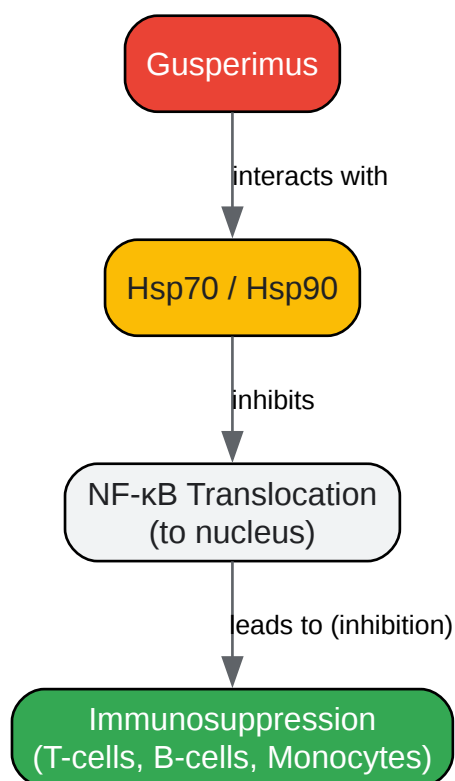 Gusperimus
interacts with
Hsp70 / Hsp90
inhibits
NF-κB Translocation
(to nucleus)
leads to (inhibition)
Immunosuppression
(T-cells, B-cells, Monocytes)